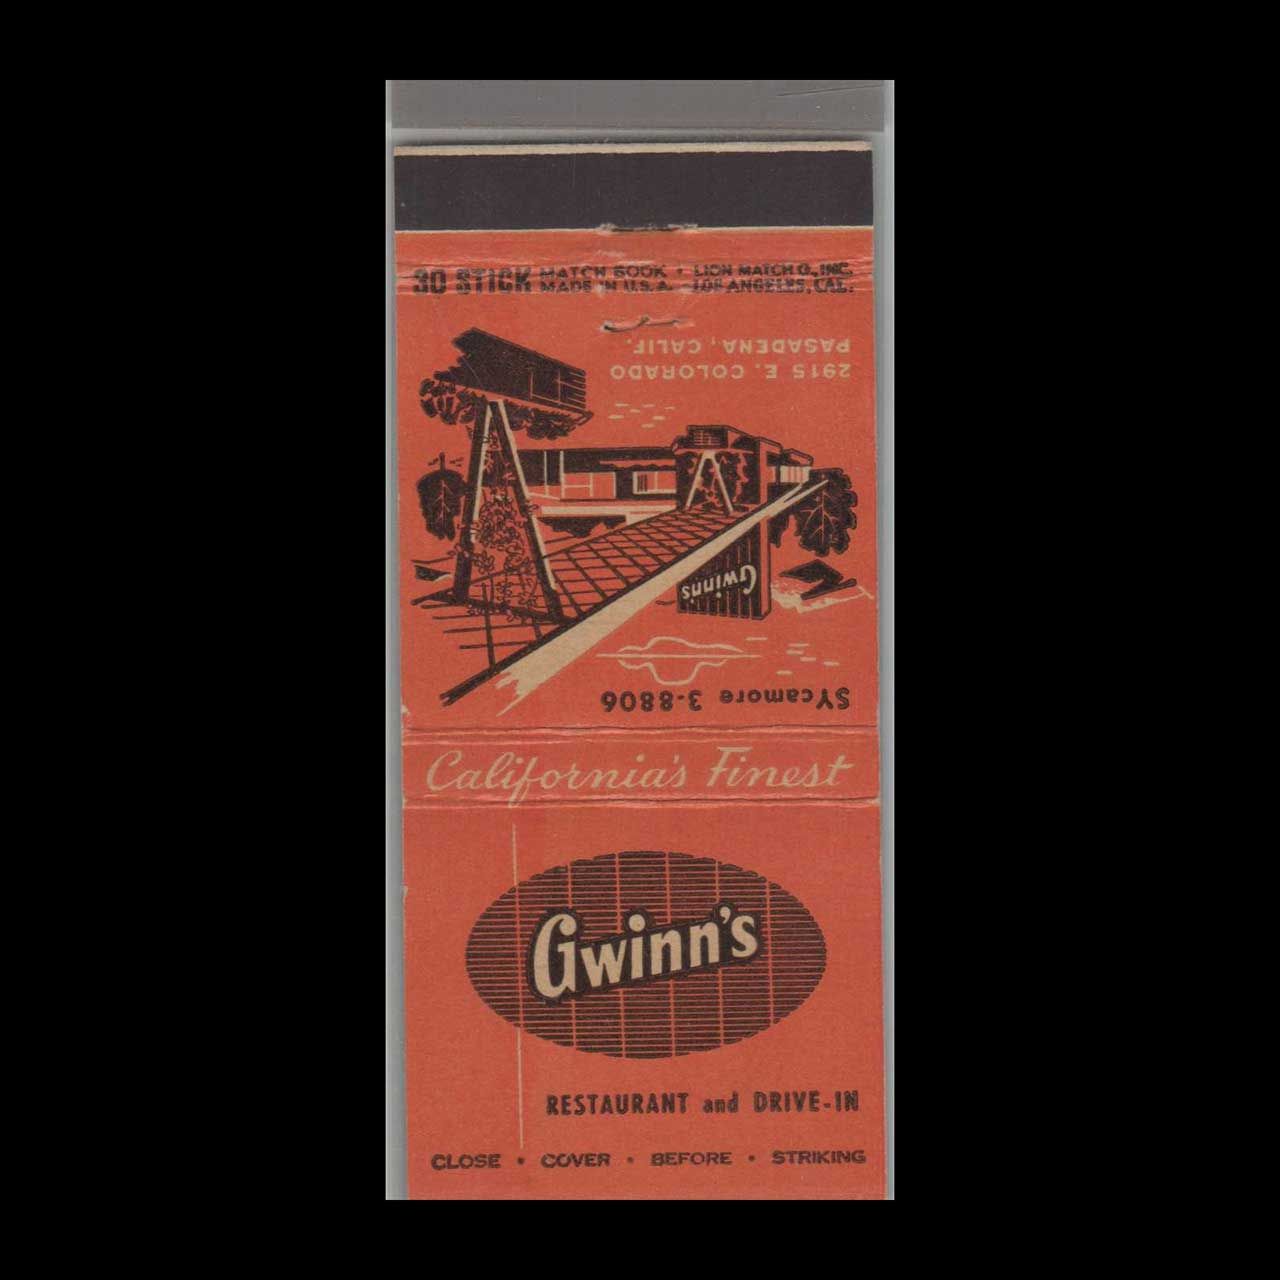 30 STICK MATCH BOOK • LION MATCH CO., INC.
MADE IN U.S.A. • LOS ANGELES, CAL.
SYcamore 3-8806
Gwinn's
2915 E. COLORADO
PASADENA, CALIF.
California's Finest
Gwinn's
RESTAURANT and DRIVE-IN
CLOSE • COVER • BEFORE • STRIKING